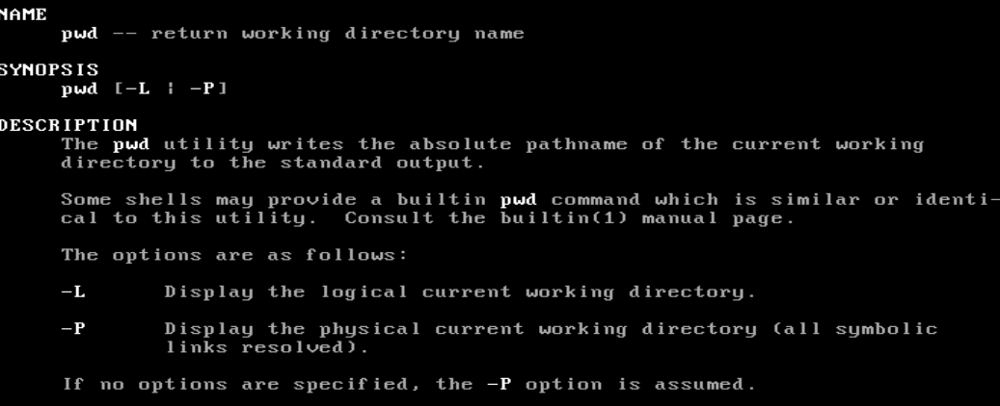 NAME
pwd -- return working directory name
SYNOPSIS
pwd [-L | -P]
DESCRIPTION
The pwd utility writes the absolute pathname of the current working
directory to the standard output.
Some shells may provide a builtin pwd command which is similar or identi-
cal to this utility.  Consult the builtin(1) manual page.
The options are as follows:
-L      Display the logical current working directory.
-P      Display the physical current working directory (all symbolic
links resolved).
If no options are specified, the -P option is assumed.